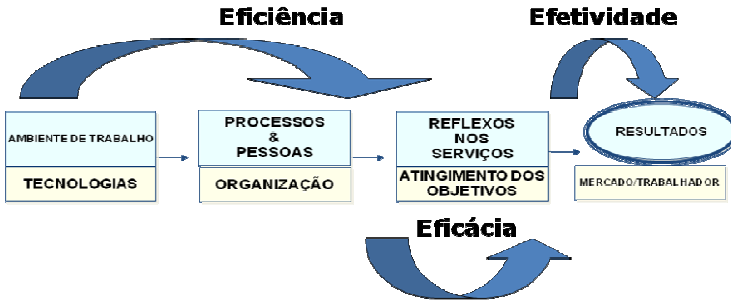 Eficiência
Efetividade
AMBIENTE DE TRABALHO
TECNOLOGIAS
PROCESSOS
&
PESSOAS
ORGANIZAÇÃO
REFLEXOS
NOS
SERVIÇOS
ATINGIMENTO DOS
OBJETIVOS
RESULTADOS
MERCADO/TRABALHADOR
Eficácia